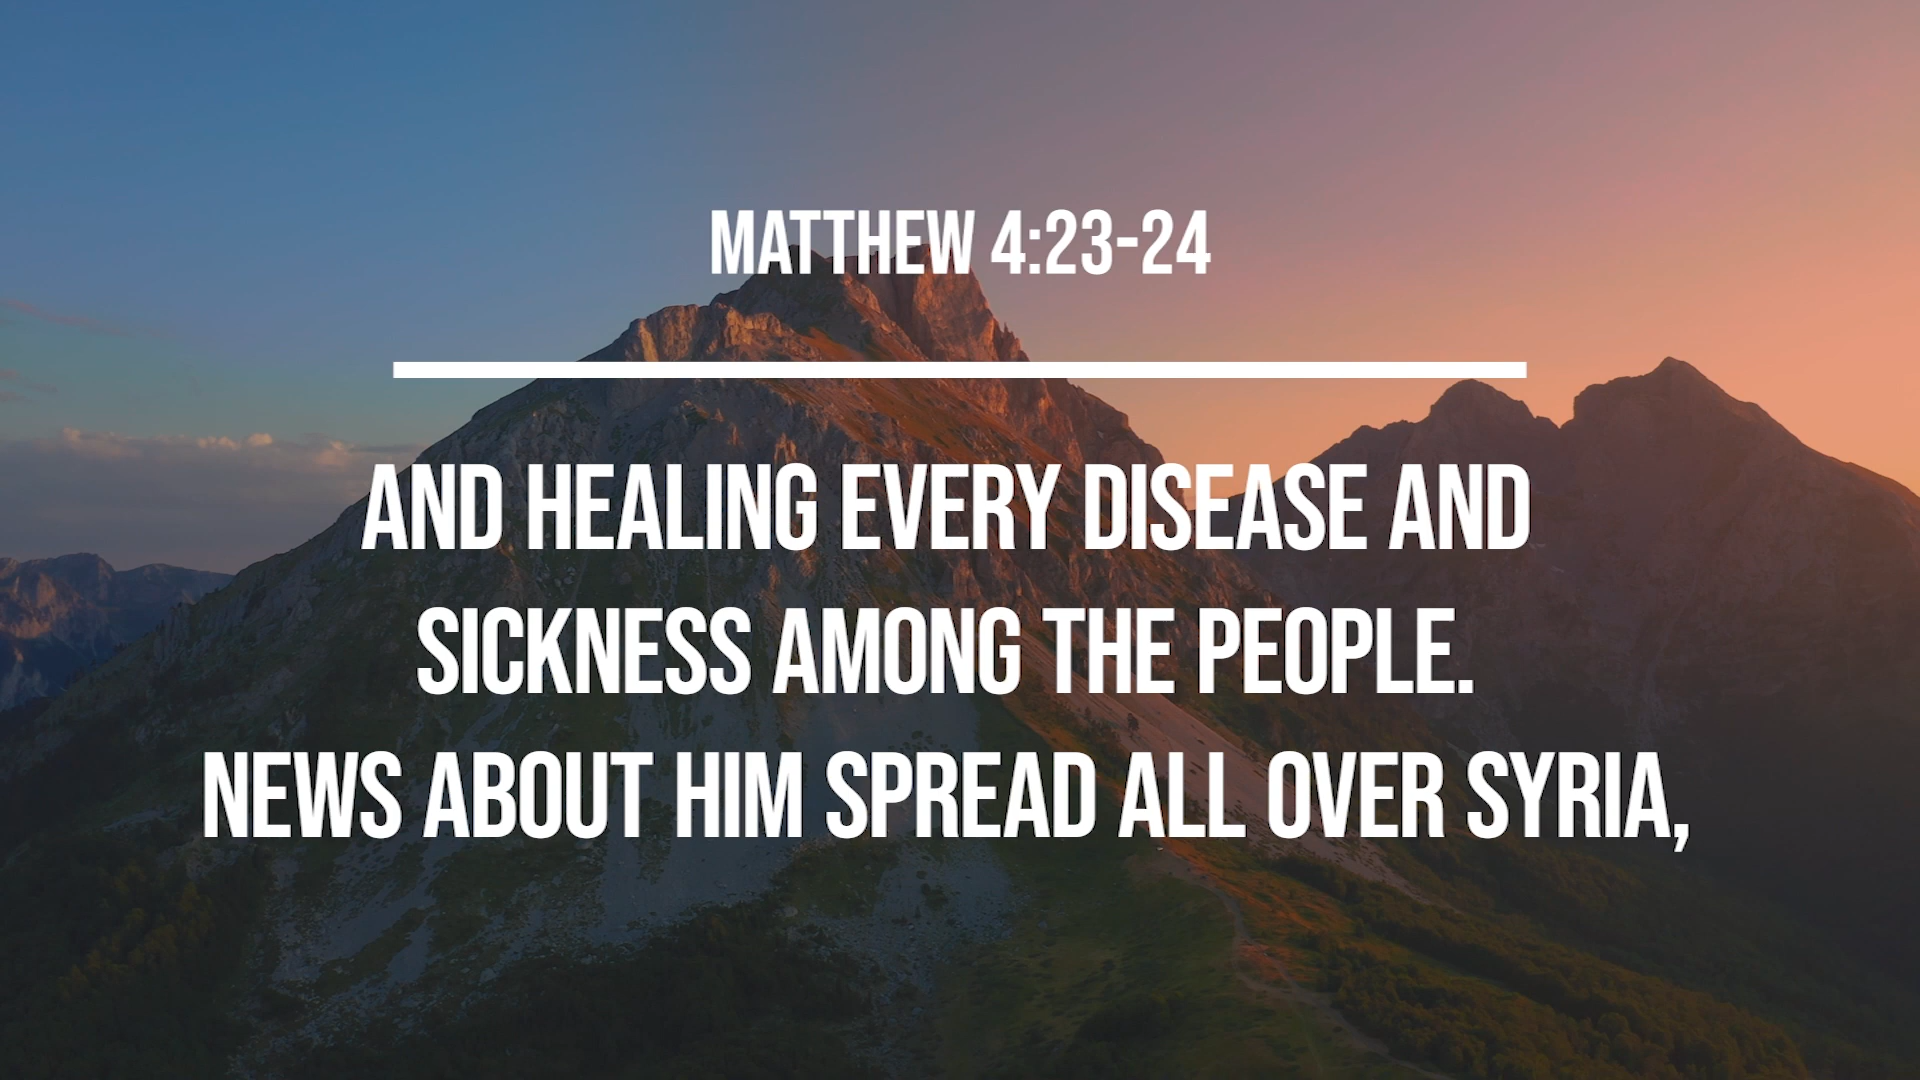 MATTHEW 4:23-24
AND HEALING EVERY DISEASE AND
SICKNESS AMONG THE PEOPLE.
NEWS ABOUT HIM SPREAD ALL OVER SYRIA,